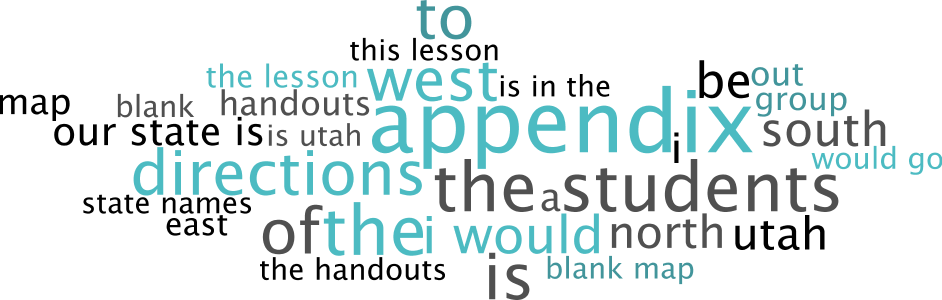 to
this lesson
the lesson west is in the be out
map blank handouts appendix group
our state is is utah i south
directions would go
the a students
state names
east of the i would north utah
the handouts is blank map